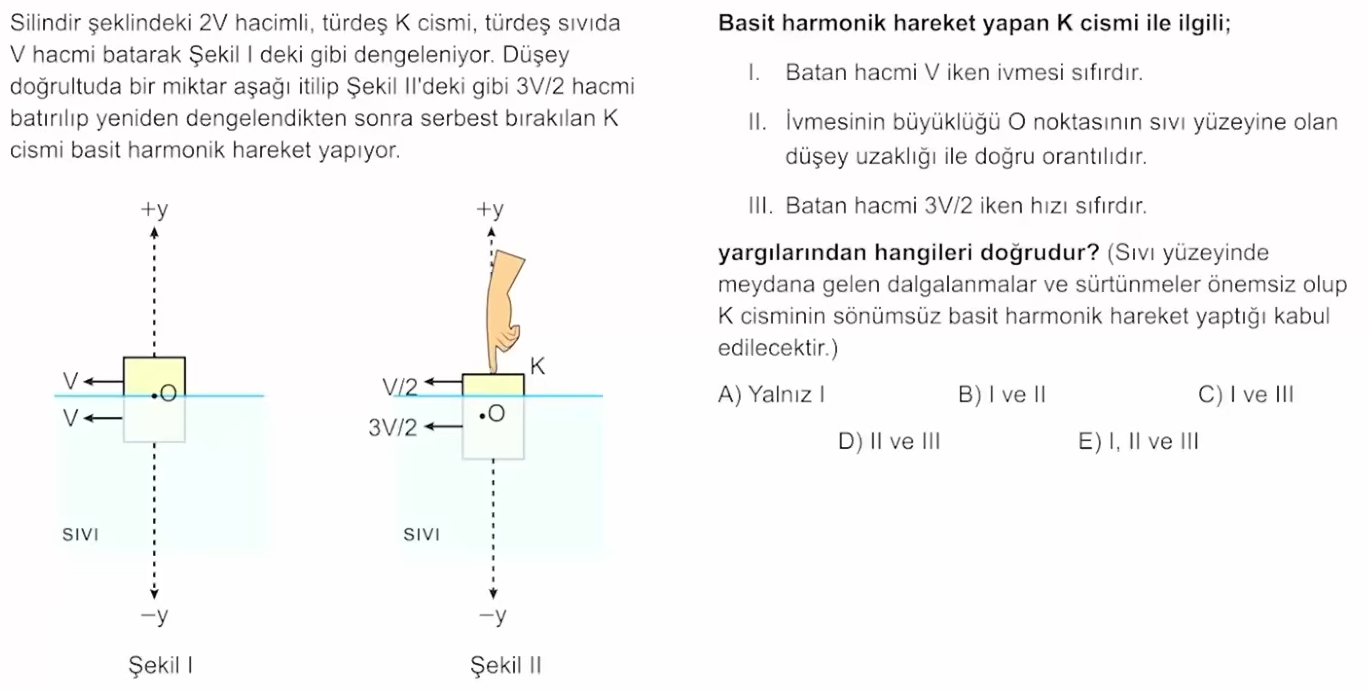 Silindir şeklindeki 2V hacimli, türdeş K cismi, türdeş sıvıda
V hacmi batarak Şekil I deki gibi dengeleniyor. Düşey
doğrultuda bir miktar aşağı itilip Şekil II'deki gibi 3V/2 hacmi
batırılıp yeniden dengelendikten sonra serbest bırakılan K
cismi basit harmonik hareket yapıyor.
+y
V
O
V
SIVI
–y
Şekil I
+y
K
V/2
O
3V/2
SIVI
–y
Şekil II
Basit harmonik hareket yapan K cismi ile ilgili;
I. Batan hacmi V iken ivmesi sıfırdır.
II. İvmesinin büyüklüğü O noktasının sıvı yüzeyine olan
düşey uzaklığı ile doğru orantılıdır.
III. Batan hacmi 3V/2 iken hızı sıfırdır.
yargılarından hangileri doğrudur? (Sıvı yüzeyinde
meydana gelen dalgalanmalar ve sürtünmeler önemsiz olup
K cisminin sönümsüz basit harmonik hareket yaptığı kabul
edilecektir.)
A) Yalnız I B) I ve II C) I ve III
D) II ve III E) I, II ve III